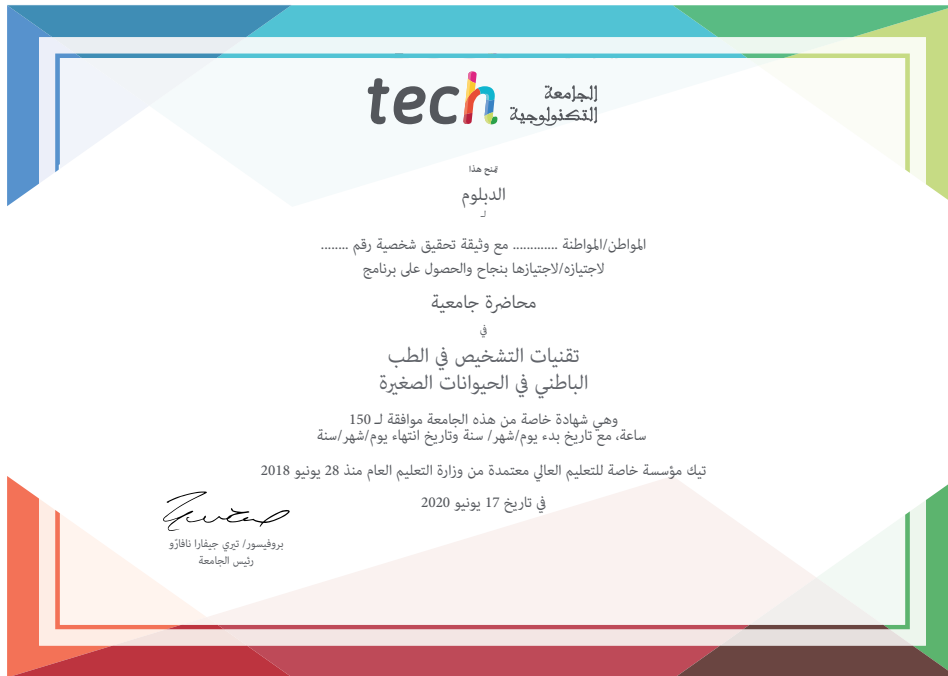 tech
الجامعة
التكنولوجية
تمنح هذا
الدبلوم
لـ
المواطن/المواطنة ............. مع وثيقة تحقيق شخصية رقم ........
لاجتيازه/لاجتيازها بنجاح والحصول على برنامج
محاضرة جامعية
في
تقنيات التشخيص في الطب
الباطني في الحيوانات الصغيرة
وهي شهادة خاصة من هذه الجامعة موافقة لـ 150
ساعة، مع تاريخ بدء يوم/شهر/ سنة وتاريخ انتهاء يوم/شهر/سنة
تيك مؤسسة خاصة للتعليم العالي معتمدة من وزارة التعليم العام منذ 28 يونيو 2018
في تاريخ 17 يونيو 2020
بروفيسور/ تيري جيفارا نافارّو
رئيس الجامعة